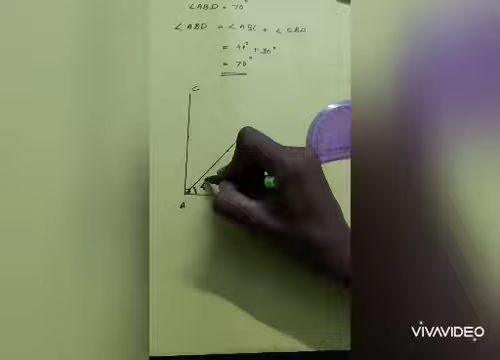 ∠ABD = 70°
∠ABD = ∠ABC + ∠CBD
= 40° + 30°
= 70°
C
A
VIVAVIDEO